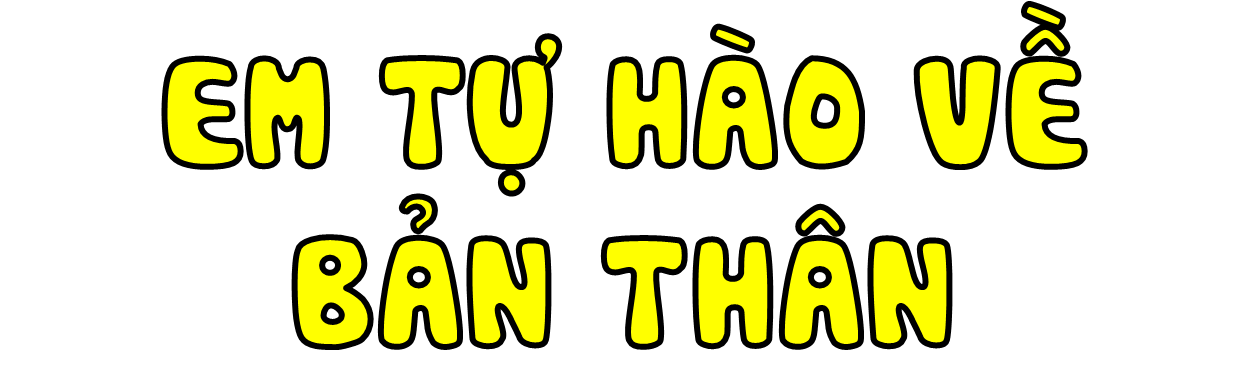 EM TỰ HÀO VỀ
BẢN THÂN